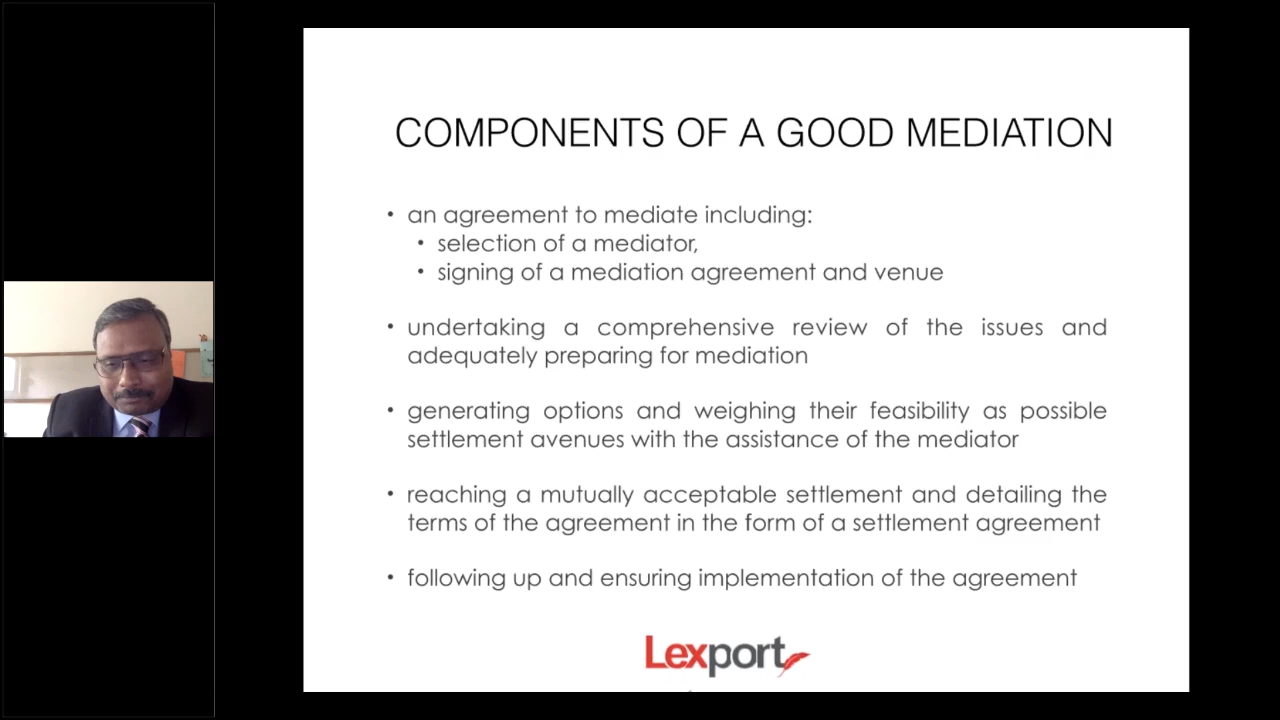 COMPONENTS OF A GOOD MEDIATION
• an agreement to mediate including:
• selection of a mediator,
• signing of a mediation agreement and venue
• undertaking a comprehensive review of the issues and
adequately preparing for mediation
• generating options and weighing their feasibility as possible
settlement avenues with the assistance of the mediator
• reaching a mutually acceptable settlement and detailing the
terms of the agreement in the form of a settlement agreement
• following up and ensuring implementation of the agreement
Lexport